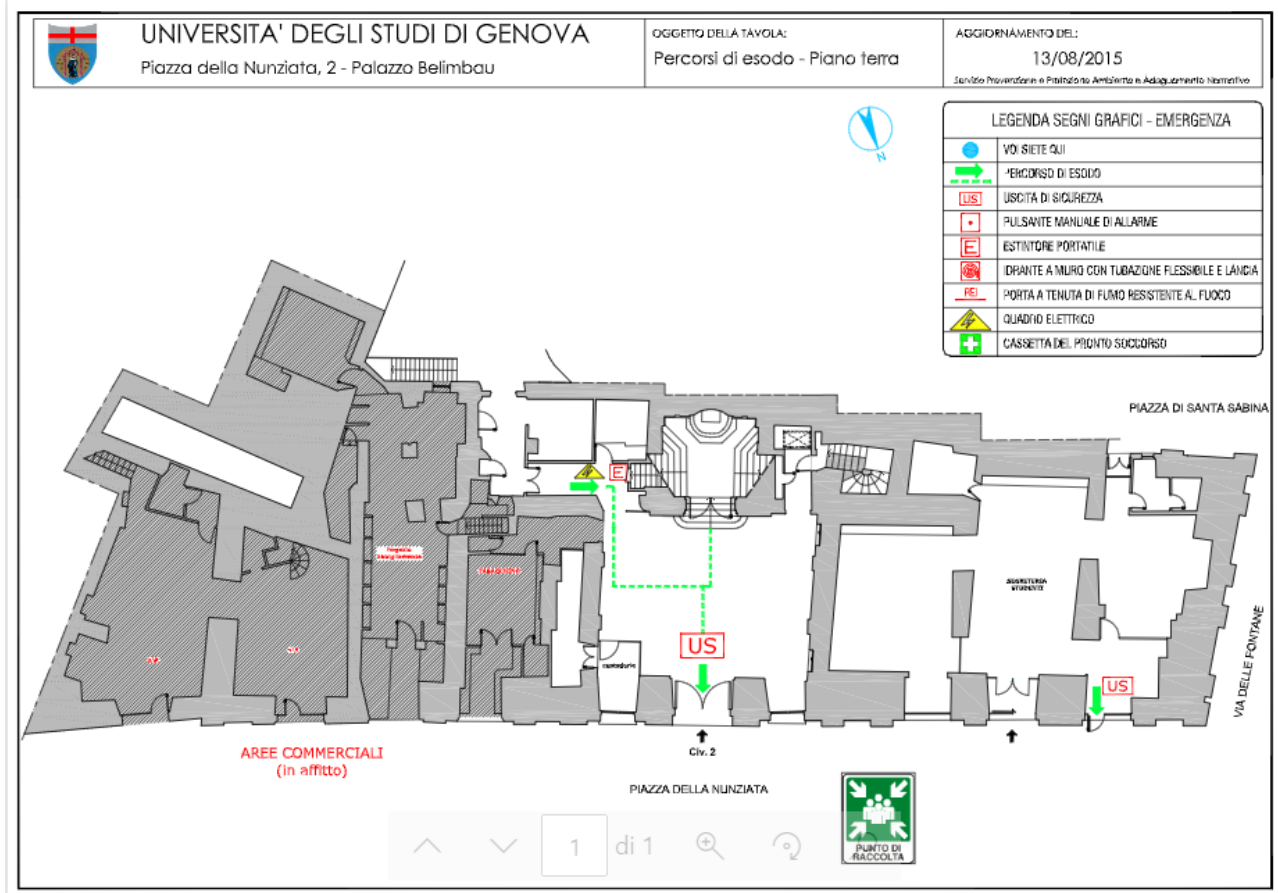 UNIVERSITA' DEGLI STUDI DI GENOVA
Piazza della Nunziata, 2 - Palazzo Belimbau
OGGETTO DELLA TAVOLA:
Percorsi di esodo - Piano terra
AGGIORNAMENTO DEL:
13/08/2015
Servizio Prevenzione e Protezione Ambiente e Adeguamento Normativo
N
LEGENDA SEGNI GRAFICI - EMERGENZA
VOI SIETE QUI
PERCORSO DI ESODO
US USCITA DI SICUREZZA
PULSANTE MANUALE DI ALLARME
E ESTINTORE PORTATILE
IDRANTE A MURO CON TUBAZIONE FLESSIBILE E LANCIA
REI PORTA A TENUTA DI FUMO RESISTENTE AL FUOCO
QUADRO ELETTRICO
CASSETTA DEL PRONTO SOCCORSO
PIAZZA DI SANTA SABINA
E
SEGRETERIA
STUDENTI
US
US
VIA DELLE FONTANE
AREE COMMERCIALI
(in affitto)
Civ. 2
PIAZZA DELLA NUNZIATA
PUNTO DI
RACCOLTA
1 di 1